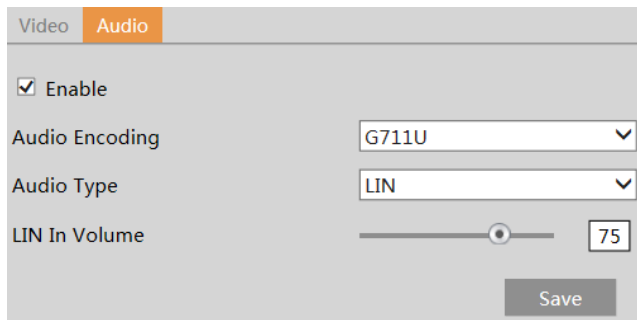 Video Audio
Enable
Audio Encoding G711U
Audio Type LIN
LIN In Volume 75
Save